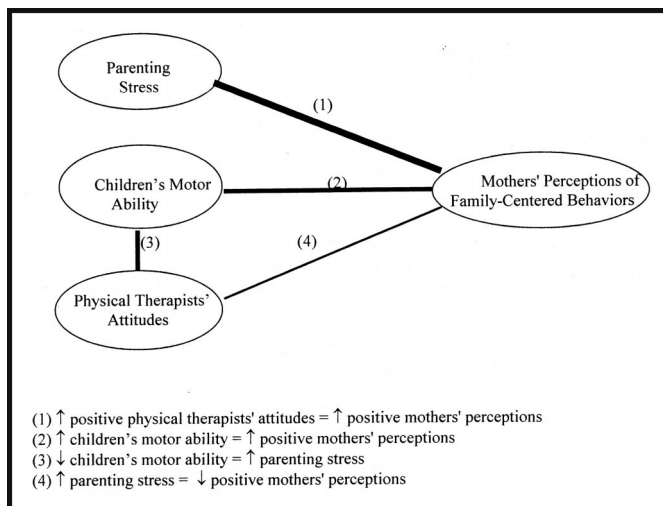 Parenting
Stress
(1)
Children's Motor
Ability
(2)
Mothers' Perceptions of
Family-Centered Behaviors
(3)
(4)
Physical Therapists'
Attitudes
(1) ↑ positive physical therapists' attitudes = ↑ positive mothers' perceptions
(2) ↑ children's motor ability = ↑ positive mothers' perceptions
(3) ↓ children's motor ability = ↑ parenting stress
(4) ↑ parenting stress = ↓ positive mothers' perceptions